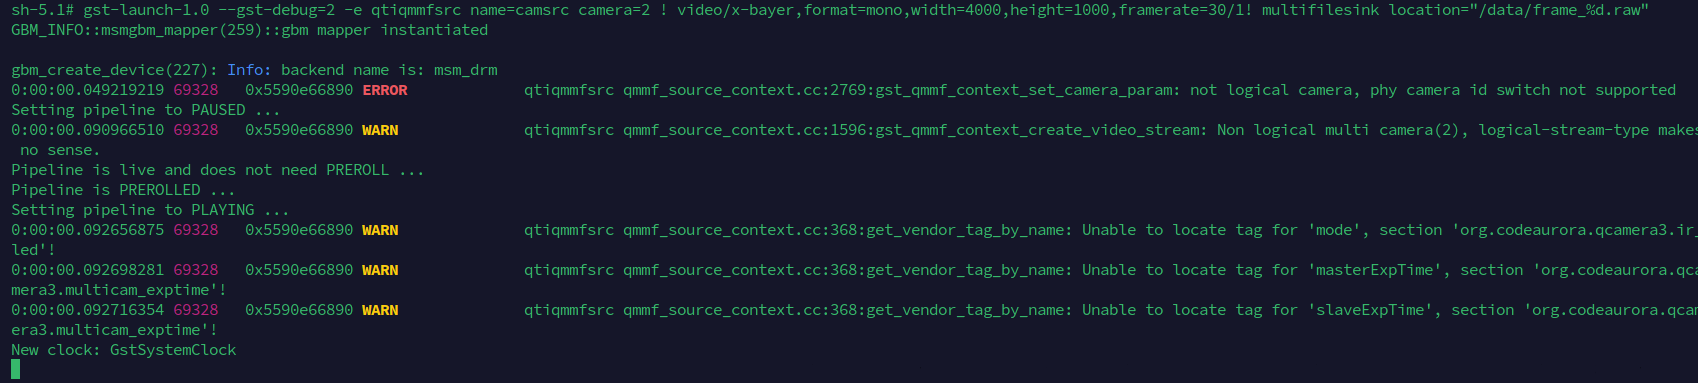 sh-5.1# gst-launch-1.0 --gst-debug=2 -e qtiqmmfsrc name=camsrc camera=2 ! video/x-bayer,format=mono,width=4000,height=1000,framerate=30/1! multifilesink location="/data/frame_%d.raw"
GBM_INFO::msmgbm_mapper(259)::gbm mapper instantiated
gbm_create_device(227): Info: backend name is: msm_drm
0:00:00.049219219 69328   0x5590e66890 ERROR             qtiqmmfsrc qmmf_source_context.cc:2769:gst_qmmf_context_set_camera_param: not logical camera, phy camera id switch not supported
Setting pipeline to PAUSED ...
0:00:00.090966510 69328   0x5590e66890 WARN              qtiqmmfsrc qmmf_source_context.cc:1596:gst_qmmf_context_create_video_stream: Non logical multi camera(2), logical-stream-type makes
 no sense.
Pipeline is live and does not need PREROLL ...
Pipeline is PREROLLED ...
Setting pipeline to PLAYING ...
0:00:00.092656875 69328   0x5590e66890 WARN              qtiqmmfsrc qmmf_source_context.cc:368:get_vendor_tag_by_name: Unable to locate tag for 'mode', section 'org.codeaurora.qcamera3.ir_
led'!
0:00:00.092698281 69328   0x5590e66890 WARN              qtiqmmfsrc qmmf_source_context.cc:368:get_vendor_tag_by_name: Unable to locate tag for 'masterExpTime', section 'org.codeaurora.qca
mera3.multicam_exptime'!
0:00:00.092716354 69328   0x5590e66890 WARN              qtiqmmfsrc qmmf_source_context.cc:368:get_vendor_tag_by_name: Unable to locate tag for 'slaveExpTime', section 'org.codeaurora.qcam
era3.multicam_exptime'!
New clock: GstSystemClock